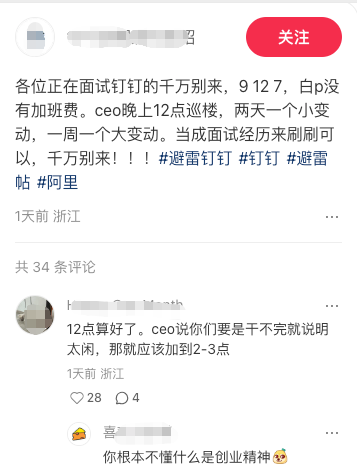 关注
各位正在面试钉钉的千万别来，9 12 7，白p没
有加班费。ceo晚上12点巡楼，两天一个小变
动，一周一个大变动。当成面试经历来刷刷可
以，千万别来！！！#避雷钉钉 #钉钉 #避雷
帖 #阿里
1天前 浙江
共 34 条评论
12点算好了。ceo说你们要是干不完就说明
太闲，那就应该加到2-3点
1天前 浙江
28 4
喜
你根本不懂什么是创业精神